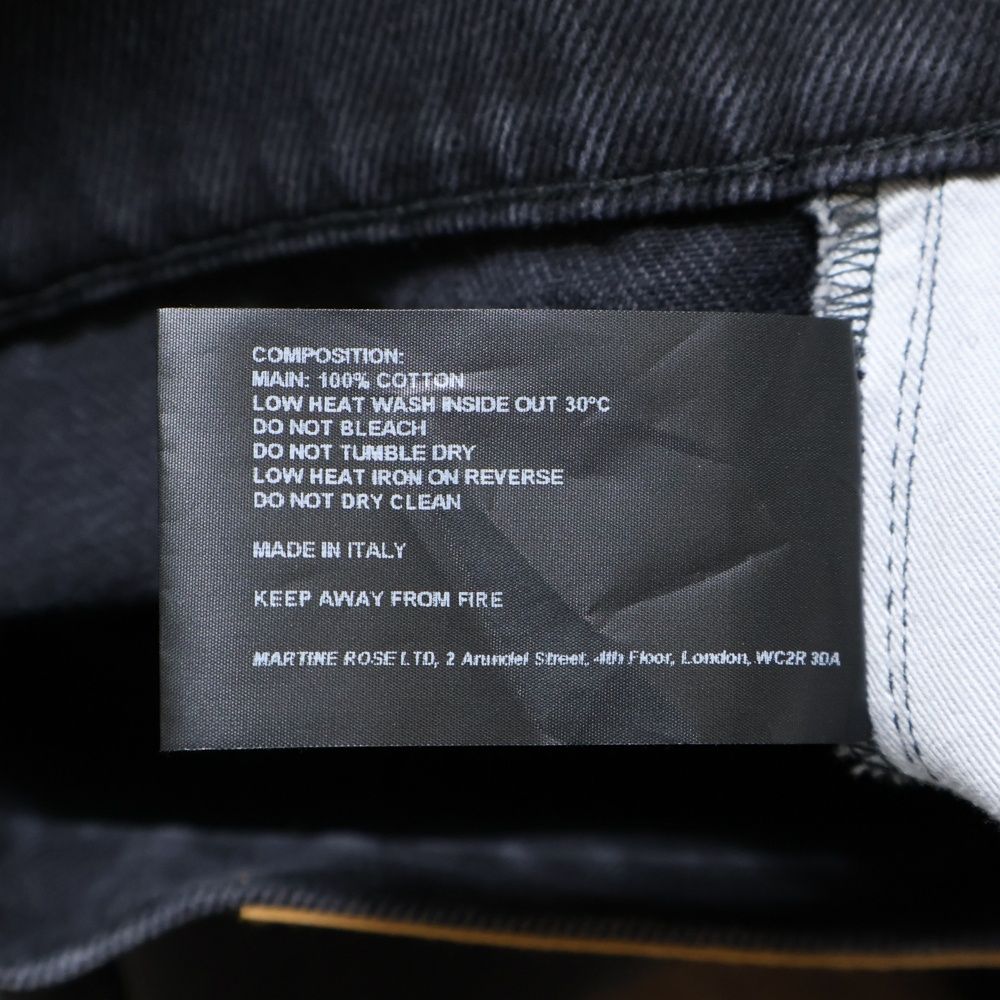 COMPOSITION:
MAIN: 100% COTTON
LOW HEAT WASH INSIDE OUT 30°C
DO NOT BLEACH
DO NOT TUMBLE DRY
LOW HEAT IRON ON REVERSE
DO NOT DRY CLEAN
MADE IN ITALY
KEEP AWAY FROM FIRE
MARTINE ROSE LTD, 2 Arundel Street, 4th Floor, London, WC2R 3DA